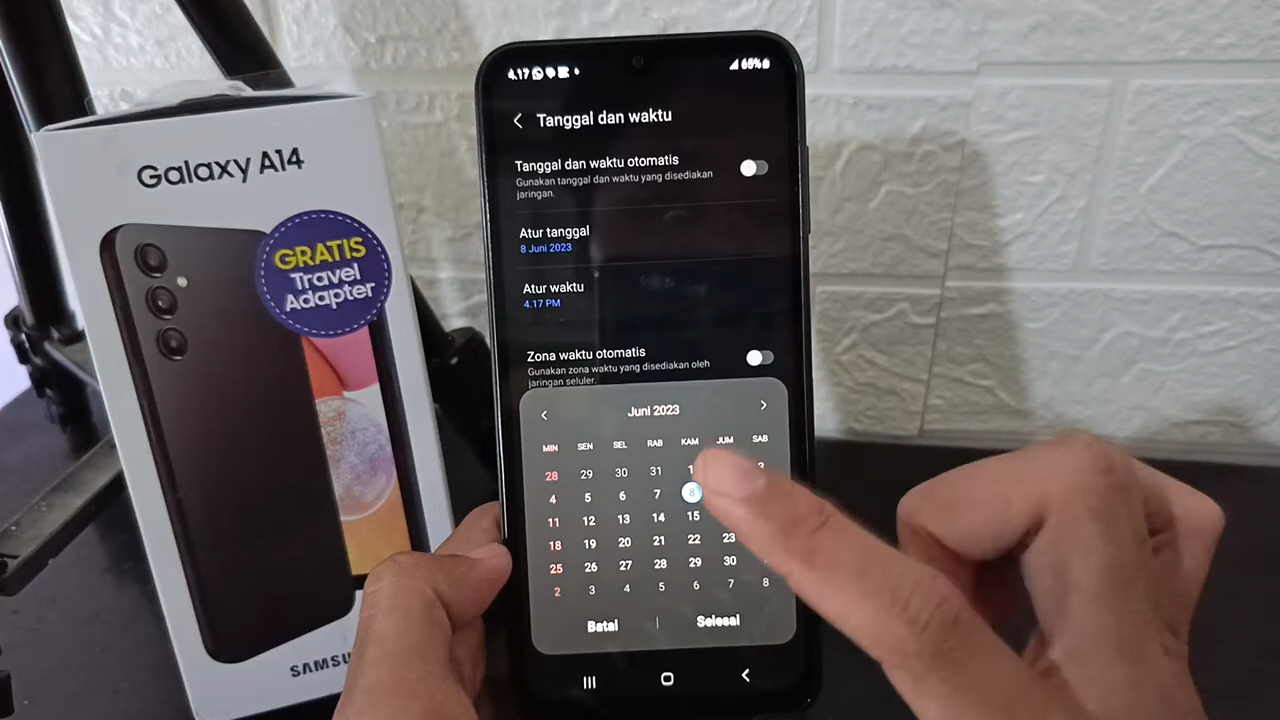 Galaxy A14
GRATIS
Travel
Adapter
SAMSU
4.17
65%
Tanggal dan waktu
Tanggal dan waktu otomatis
Gunakan tanggal dan waktu yang disediakan
jaringan.
Atur tanggal
8 Juni 2023
Atur waktu
4.17 PM
Zona waktu otomatis
Gunakan zona waktu yang disediakan oleh
jaringan seluler.
Juni 2023
MIN SEN SEL RAB KAM JUM SAB
28 29 30 31 1 3
4 5 6 7 8
11 12 13 14 15
18 19 20 21 22 23
25 26 27 28 29 30
2 3 4 5 6 7 8
Batal Selesai